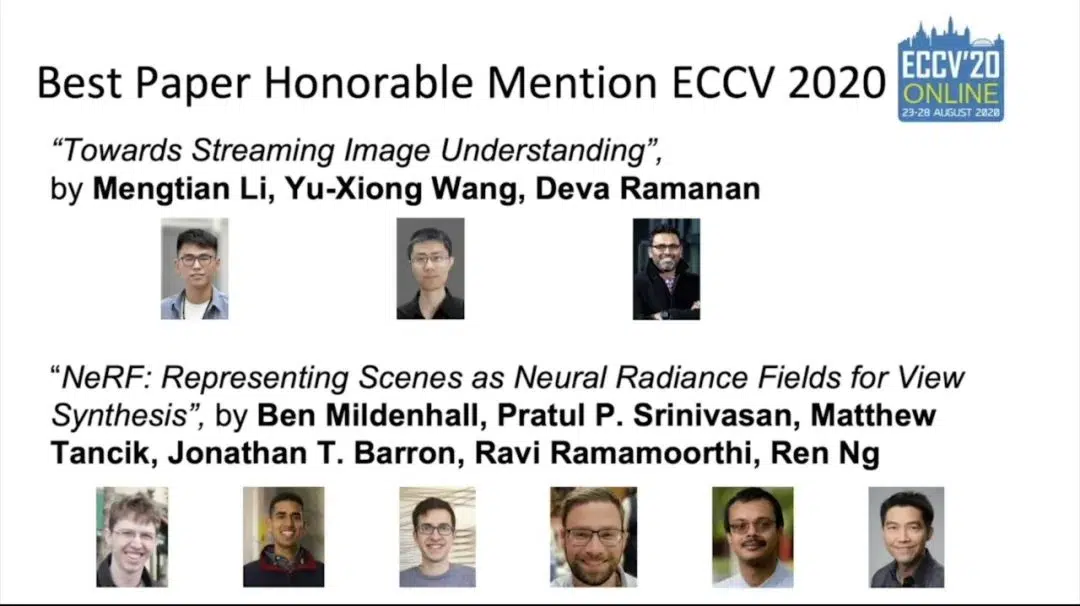 Best Paper Honorable Mention ECCV 2020
ECCV'20
ONLINE
23-28 AUGUST 2020
“Towards Streaming Image Understanding”,
by Mengtian Li, Yu-Xiong Wang, Deva Ramanan
“NeRF: Representing Scenes as Neural Radiance Fields for View
Synthesis”, by Ben Mildenhall, Pratul P. Srinivasan, Matthew
Tancik, Jonathan T. Barron, Ravi Ramamoorthi, Ren Ng